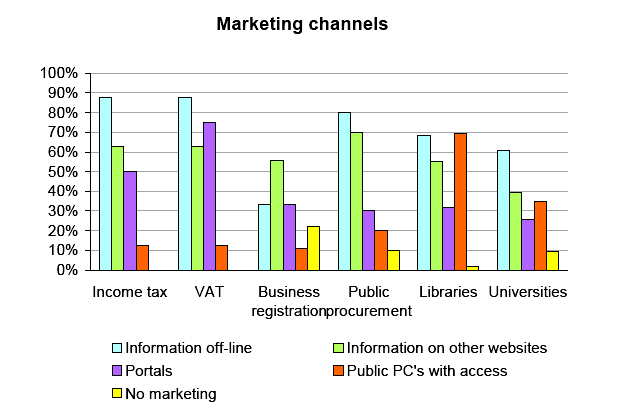 Marketing channels
100%
90%
80%
70%
60%
50%
40%
30%
20%
10%
0%
Income tax
VAT
Business registration
Public procurement
Libraries
Universities
Information off-line
Information on other websites
Portals
Public PC's with access
No marketing